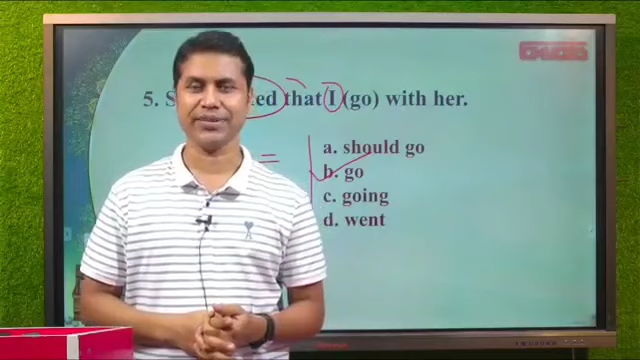 5. S ted that I (go) with her.
a. should go
b. go
c. going
d. went